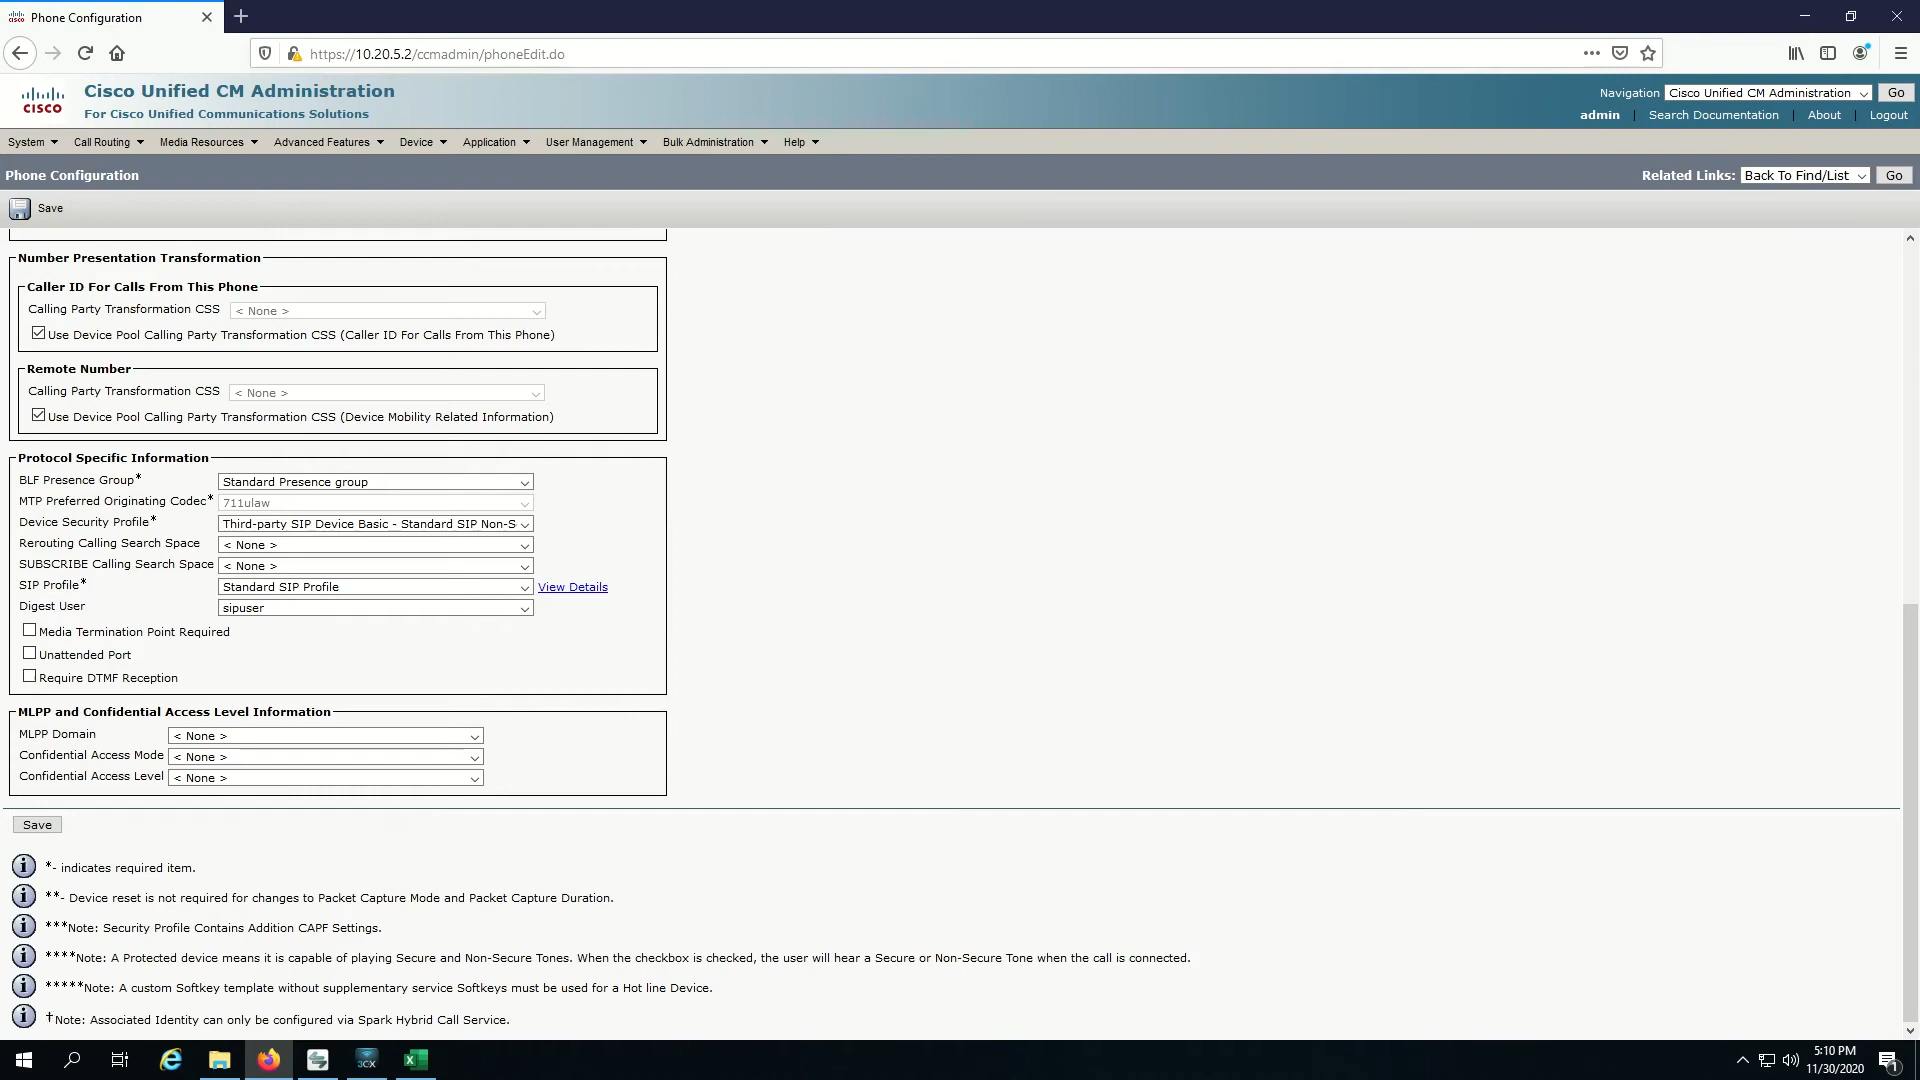 Phone Configuration
https://10.20.5.2/ccmadmin/phoneEdit.do
CISCO
Cisco Unified CM Administration
For Cisco Unified Communications Solutions
Navigation Cisco Unified CM Administration Go
admin | Search Documentation | About | Logout
System Call Routing Media Resources Advanced Features Device Application User Management Bulk Administration Help
Phone Configuration
Related Links: Back To Find/List Go
Save
Number Presentation Transformation
Caller ID For Calls From This Phone
Calling Party Transformation CSS < None >
Use Device Pool Calling Party Transformation CSS (Caller ID For Calls From This Phone)
Remote Number
Calling Party Transformation CSS < None >
Use Device Pool Calling Party Transformation CSS (Device Mobility Related Information)
Protocol Specific Information
BLF Presence Group* Standard Presence group
MTP Preferred Originating Codec* 711ulaw
Device Security Profile* Third-party SIP Device Basic - Standard SIP Non-S
Rerouting Calling Search Space < None >
SUBSCRIBE Calling Search Space < None >
SIP Profile* Standard SIP Profile View Details
Digest User sipuser
Media Termination Point Required
Unattended Port
Require DTMF Reception
MLPP and Confidential Access Level Information
MLPP Domain < None >
Confidential Access Mode < None >
Confidential Access Level < None >
Save
*- indicates required item.
**- Device reset is not required for changes to Packet Capture Mode and Packet Capture Duration.
***Note: Security Profile Contains Addition CAPF Settings.
****Note: A Protected device means it is capable of playing Secure and Non-Secure Tones. When the checkbox is checked, the user will hear a Secure or Non-Secure Tone when the call is connected.
*****Note: A custom Softkey template without supplementary service Softkeys must be used for a Hot line Device.
†Note: Associated Identity can only be configured via Spark Hybrid Call Service.
3CX
5:10 PM
11/30/2020
1